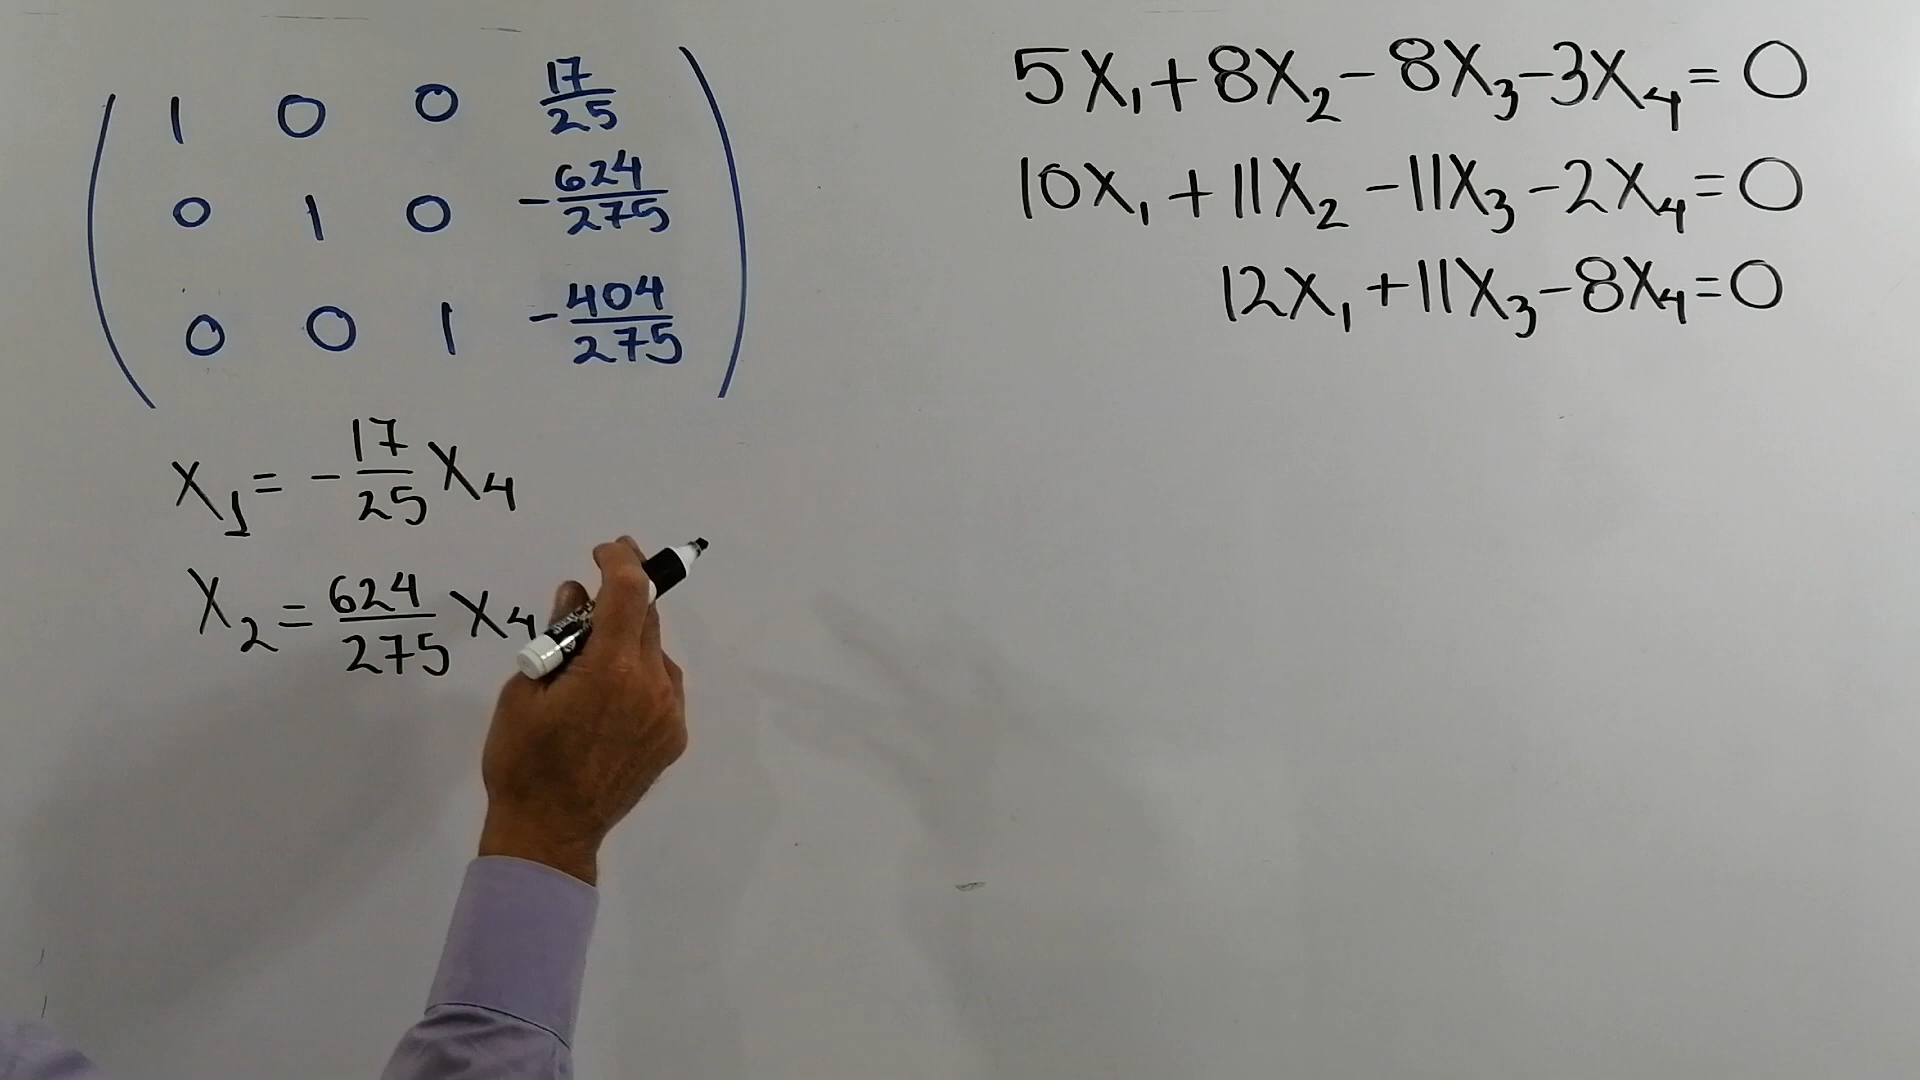 1 0 0 17/25
0 1 0 -624/275
0 0 1 -404/275
X₁ = -17/25 X₄
X₂ = 624/275 X₄
5X₁+8X₂-8X₃-3X₄=0
10X₁+11X₂-11X₃-2X₄=0
12X₁+11X₃-8X₄=0